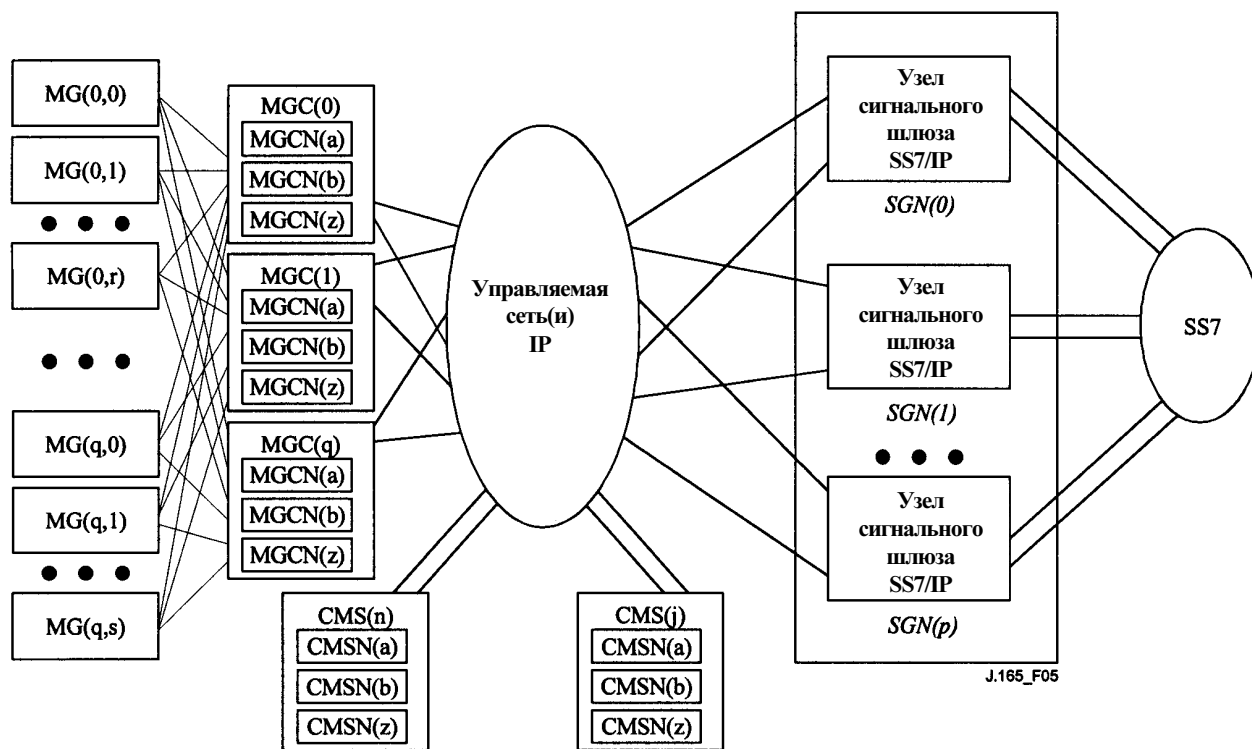 MG(0,0)
MG(0,1)
MG(0,r)
MG(q,0)
MG(q,1)
MG(q,s)
MGC(0)
MGCN(a)
MGCN(b)
MGCN(z)
MGC(1)
MGCN(a)
MGCN(b)
MGCN(z)
MGC(q)
MGCN(a)
MGCN(b)
MGCN(z)
Управляемая
сеть(и)
IP
CMS(n)
CMSN(a)
CMSN(b)
CMSN(z)
CMS(j)
CMSN(a)
CMSN(b)
CMSN(z)
Узел
сигнального
шлюза
SS7/IP
SGN(0)
Узел
сигнального
шлюза
SS7/IP
SGN(1)
Узел
сигнального
шлюза
SS7/IP
SGN(p)
SS7
J.165_F05